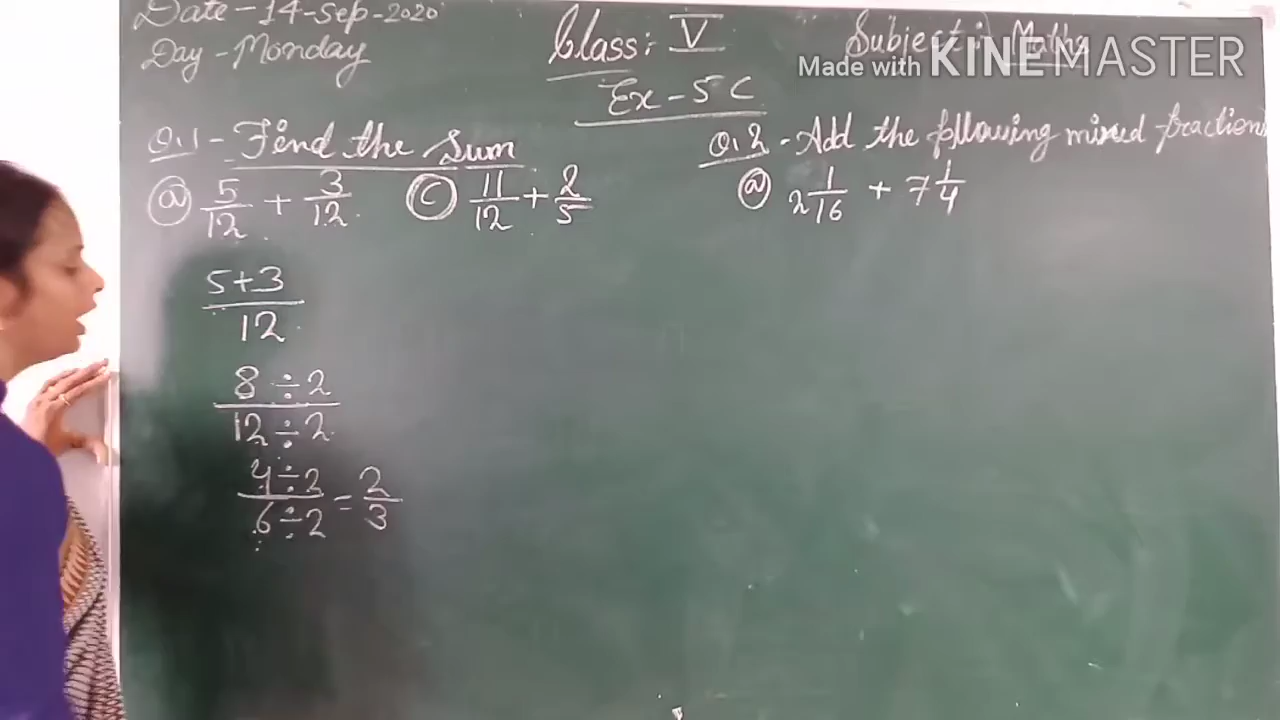 Date - 14-Sep-2020
Day - Monday
Class: V
Subject: Maths
Made with KINEMASTER
Ex - 5 C
Q.1 - Find the Sum
(a) 5/12 + 3/12 (C) 11/12 + 2/5
5+3/12
8 ÷ 2/12 ÷ 2
4 ÷ 2/6 ÷ 2 = 2/3
Q.2 - Add the following mixed fractions
(a) 2 1/16 + 7 1/4